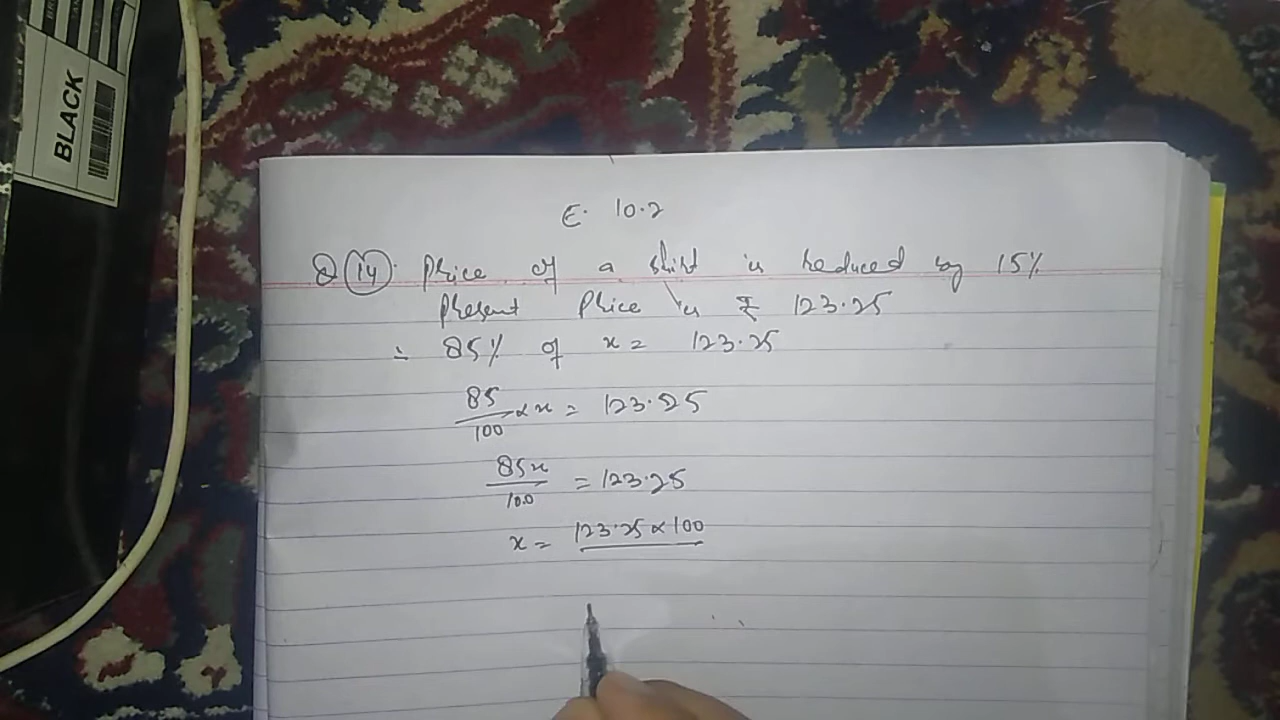 BLACK
E. 10.2
Q 14. Price of a shirt is reduced by 15%
Present Price is ₹ 123.25
∴ 85% of x = 123.25
85/100 × x = 123.25
85x/100 = 123.25
x = 123.25 × 100